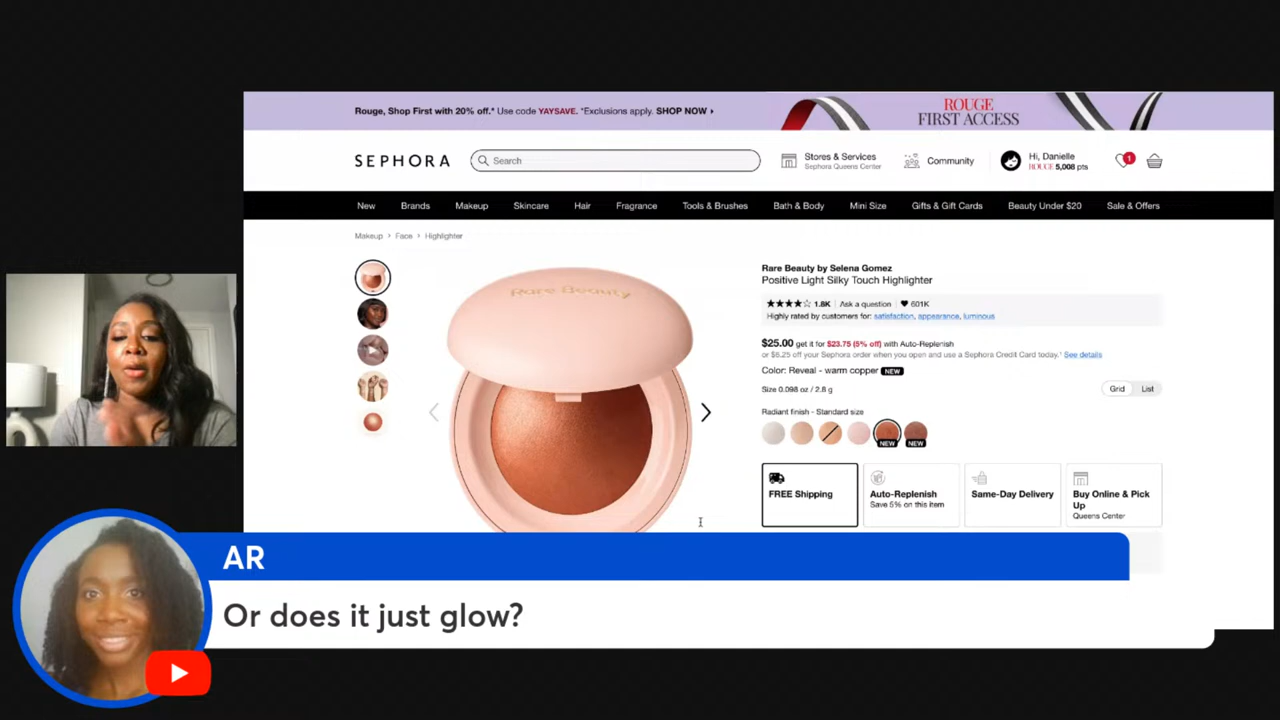 Rouge, Shop First with 20% off.* Use code YAYSAVE. *Exclusions apply. SHOP NOW ▸
ROUGE
FIRST ACCESS
SEPHORA
Search
Stores & Services
Sephora Queens Center
Community
Hi, Danielle
ROUGE 5,008 pts
1
New Brands Makeup Skincare Hair Fragrance Tools & Brushes Bath & Body Mini Size Gifts & Gift Cards Beauty Under $20 Sale & Offers
Makeup > Face > Highlighter
Rare Beauty
Rare Beauty by Selena Gomez
Positive Light Silky Touch Highlighter
1.8K | Ask a question | 601K
Highly rated by customers for: satisfaction, appearance, luminous
$25.00 get it for $23.75 (5% off) with Auto-Replenish
or $6.25 off your Sephora order when you open and use a Sephora Credit Card today.¹ See details
Color: Reveal - warm copper NEW
Size 0.098 oz / 2.8 g
Grid List
Radiant finish - Standard size
NEW NEW
FREE Shipping
Auto-Replenish
Save 5% on this item
Same-Day Delivery
Buy Online & Pick
Up
Queens Center
AR
Or does it just glow?